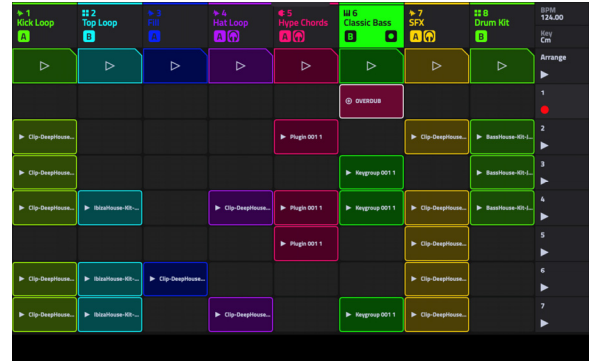 1 2 3 4 5 6 7 8 BPM
Kick Loop Top Loop Fill Hat Loop Hype Chords Classic Bass SFX Drum Kit 124.00
A B A A A B A B Key
Cm
Arrange
OVERDUB 1
Clip-DeepHouse... Plugin 001 1 Clip-DeepHouse... BassHouse-Kit-(... 2
Clip-DeepHouse... Keygroup 001 1 BassHouse-Kit-(... 3
Clip-DeepHouse... IbizaHouse-Kit-... Clip-DeepHouse... Plugin 001 1 Keygroup 001 1 Clip-DeepHouse... BassHouse-Kit-(... 4
Plugin 001 1 Clip-DeepHouse... 5
Clip-DeepHouse... IbizaHouse-Kit-... Clip-DeepHouse... Clip-DeepHouse... 6
Clip-DeepHouse... IbizaHouse-Kit-... Clip-DeepHouse... Keygroup 001 1 Clip-DeepHouse... 7